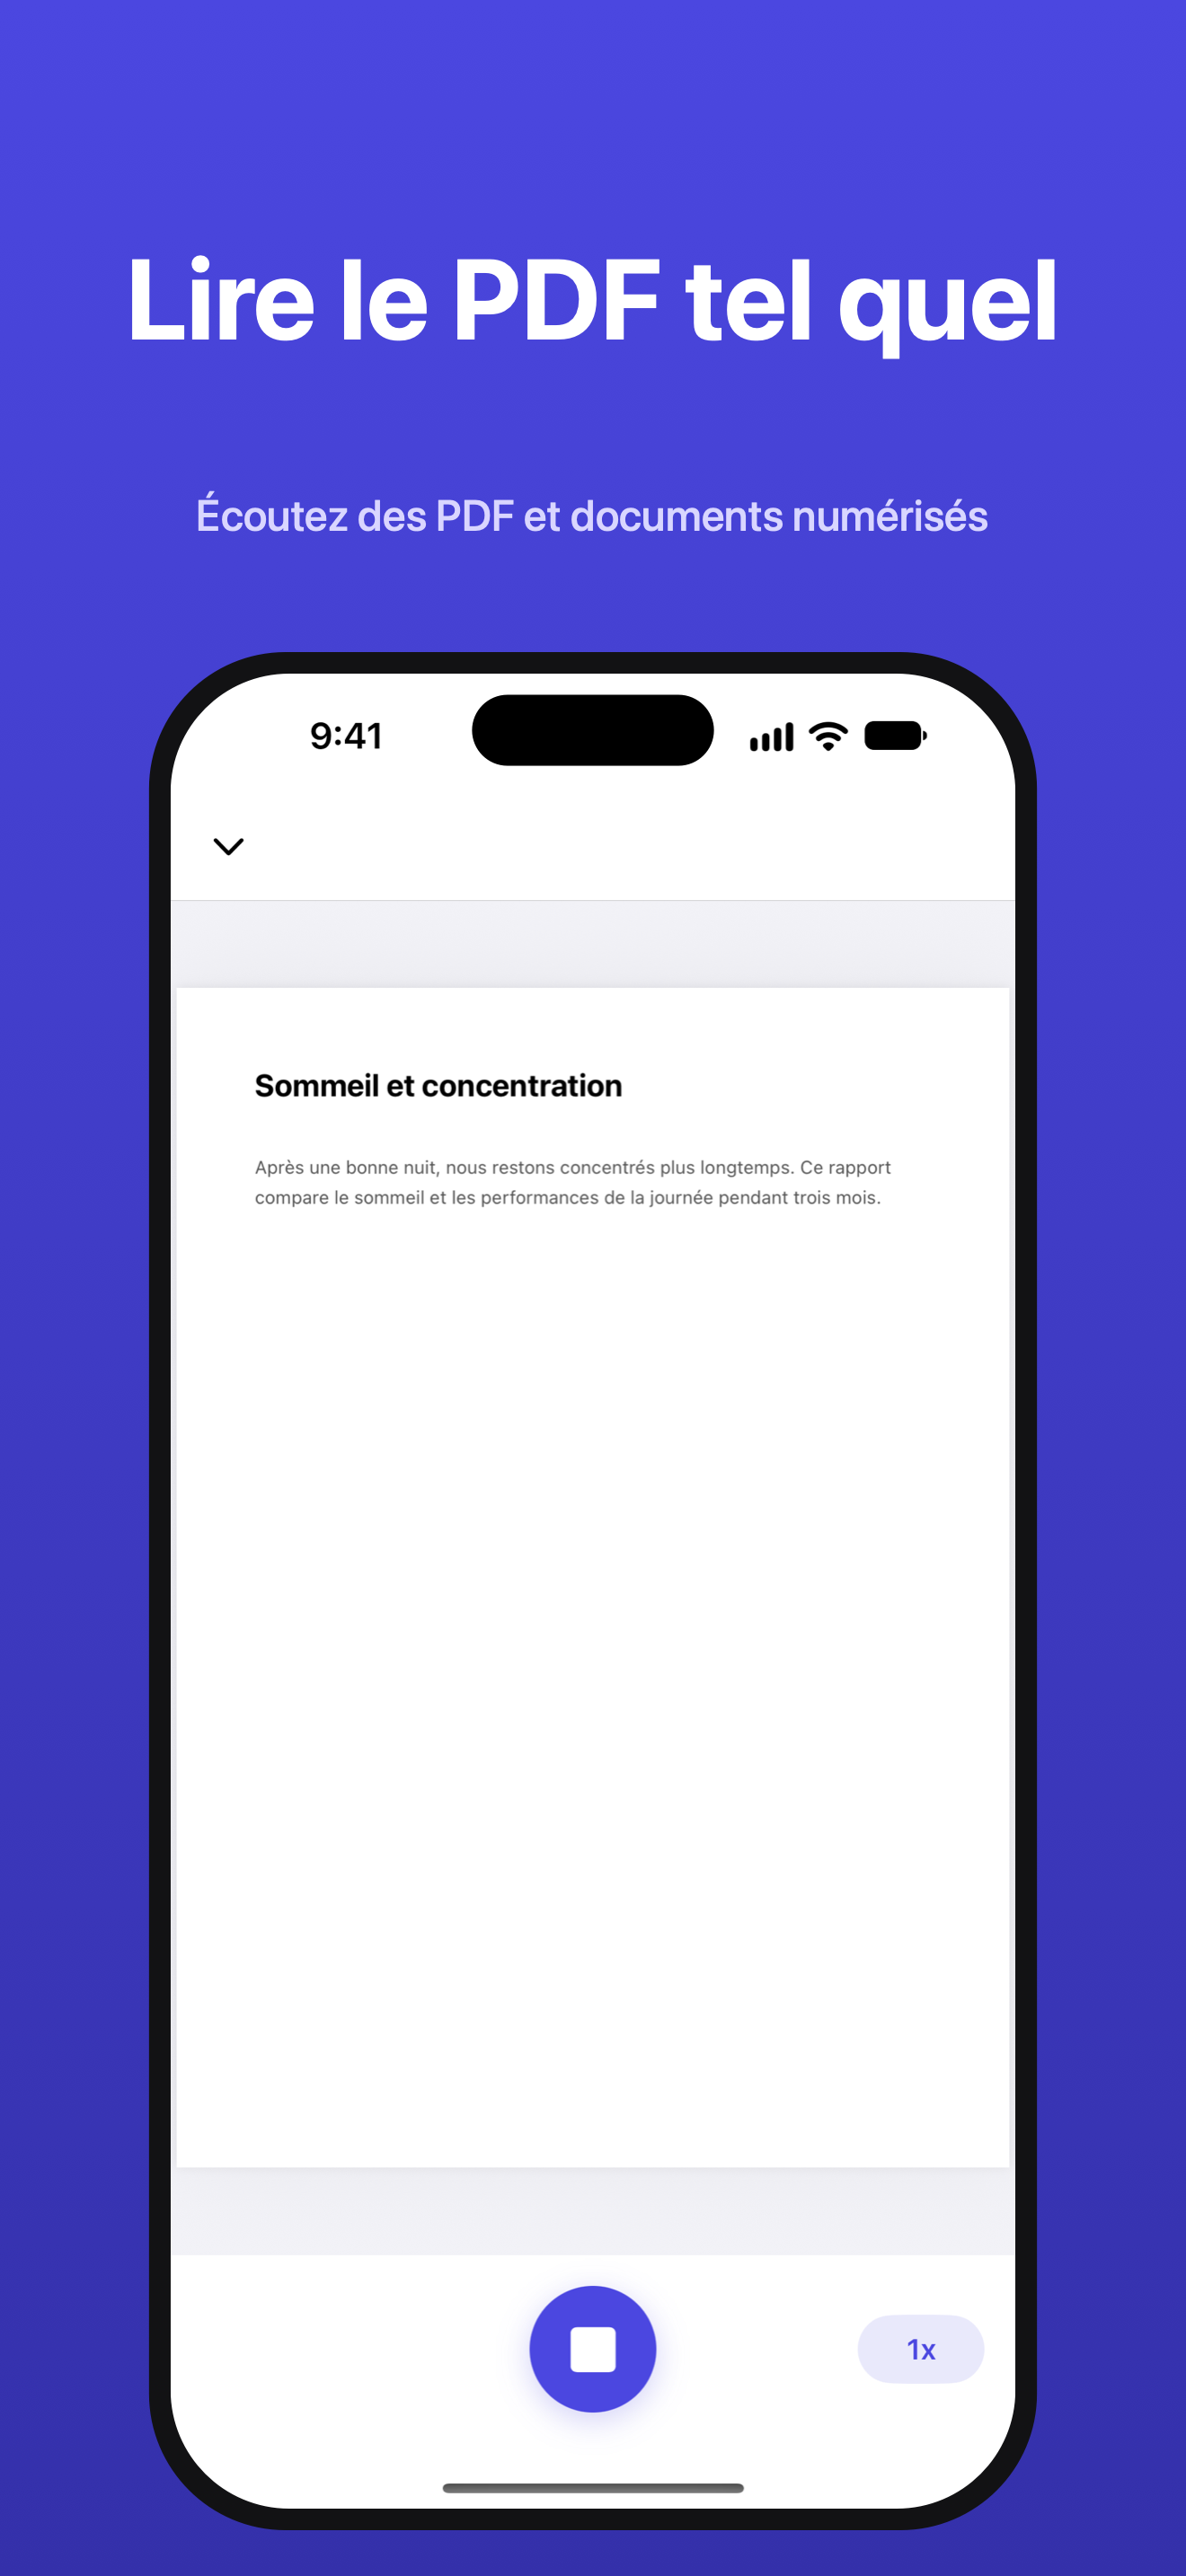 Lire le PDF tel quel
Écoutez des PDF et documents numérisés
9:41
Sommeil et concentration
Après une bonne nuit, nous restons concentrés plus longtemps. Ce rapport
compare le sommeil et les performances de la journée pendant trois mois.
1x